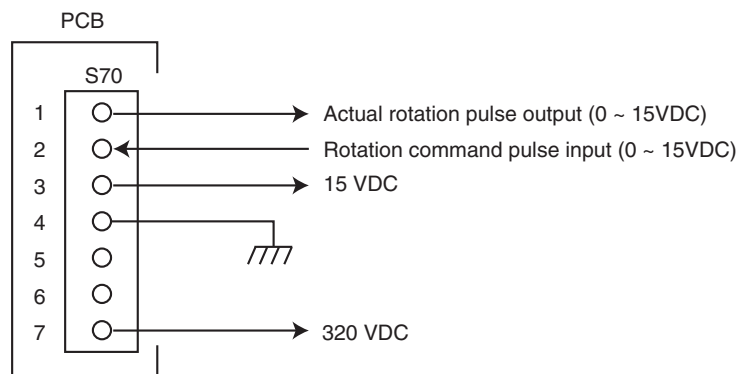 PCB
S70
1 Actual rotation pulse output (0 ~ 15VDC)
2 Rotation command pulse input (0 ~ 15VDC)
3 15 VDC
4
5
6
7 320 VDC